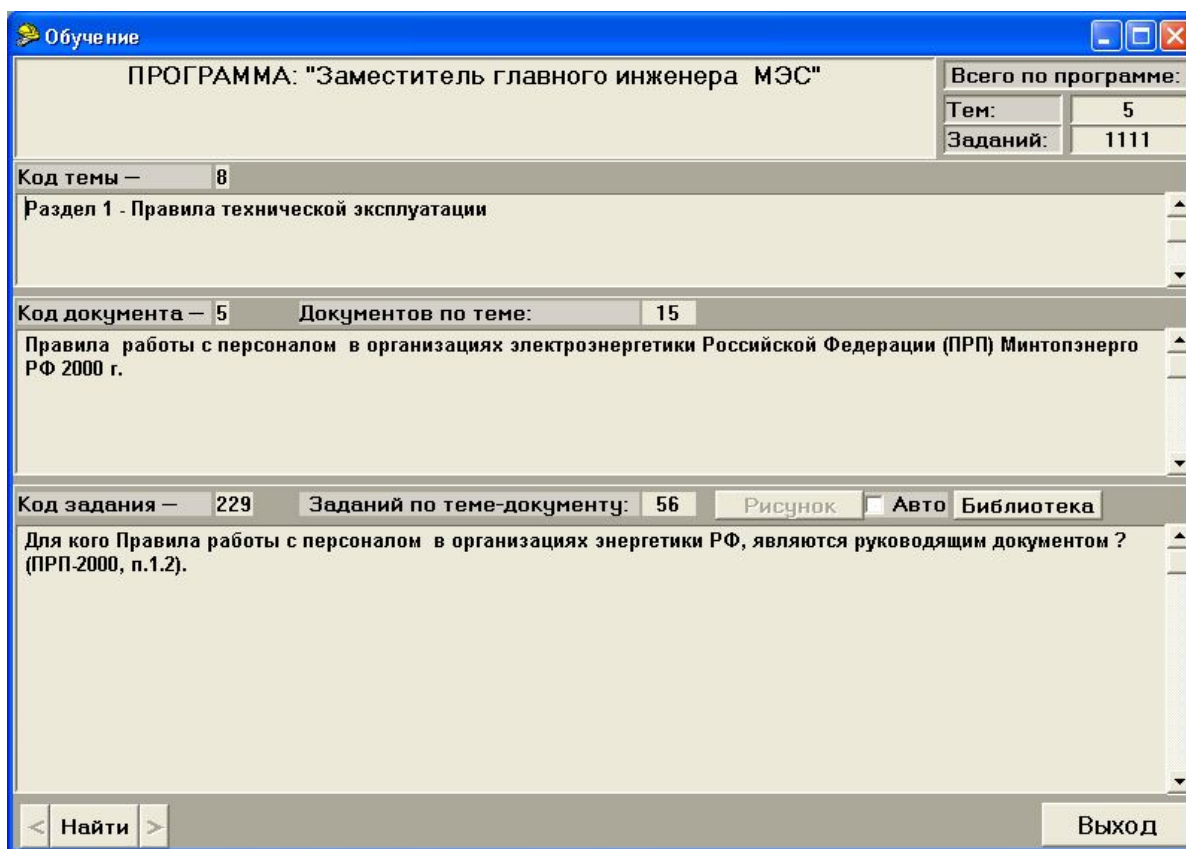 Обучение
ПРОГРАММА: "Заместитель главного инженера МЭС"
Всего по программе:
Тем: 5
Заданий: 1111
Код темы — 8
Раздел 1 - Правила технической эксплуатации
Код документа — 5 Документов по теме: 15
Правила работы с персоналом в организациях электроэнергетики Российской Федерации (ПРП) Минтопэнерго
РФ 2000 г.
Код задания — 229 Заданий по теме-документу: 56 Рисунок Авто Библиотека
Для кого Правила работы с персоналом в организациях энергетики РФ, являются руководящим документом ?
(ПРП-2000, п.1.2).
< Найти > Выход